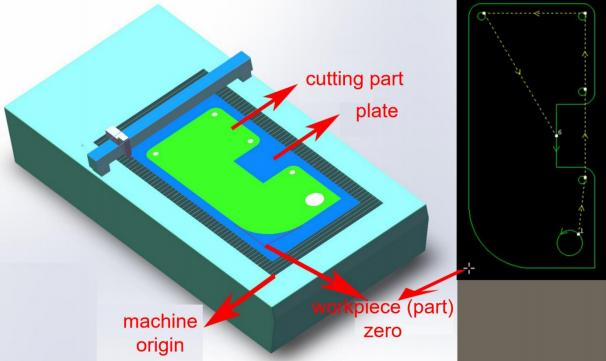 cutting part
plate
workpiece (part)
zero
machine
origin